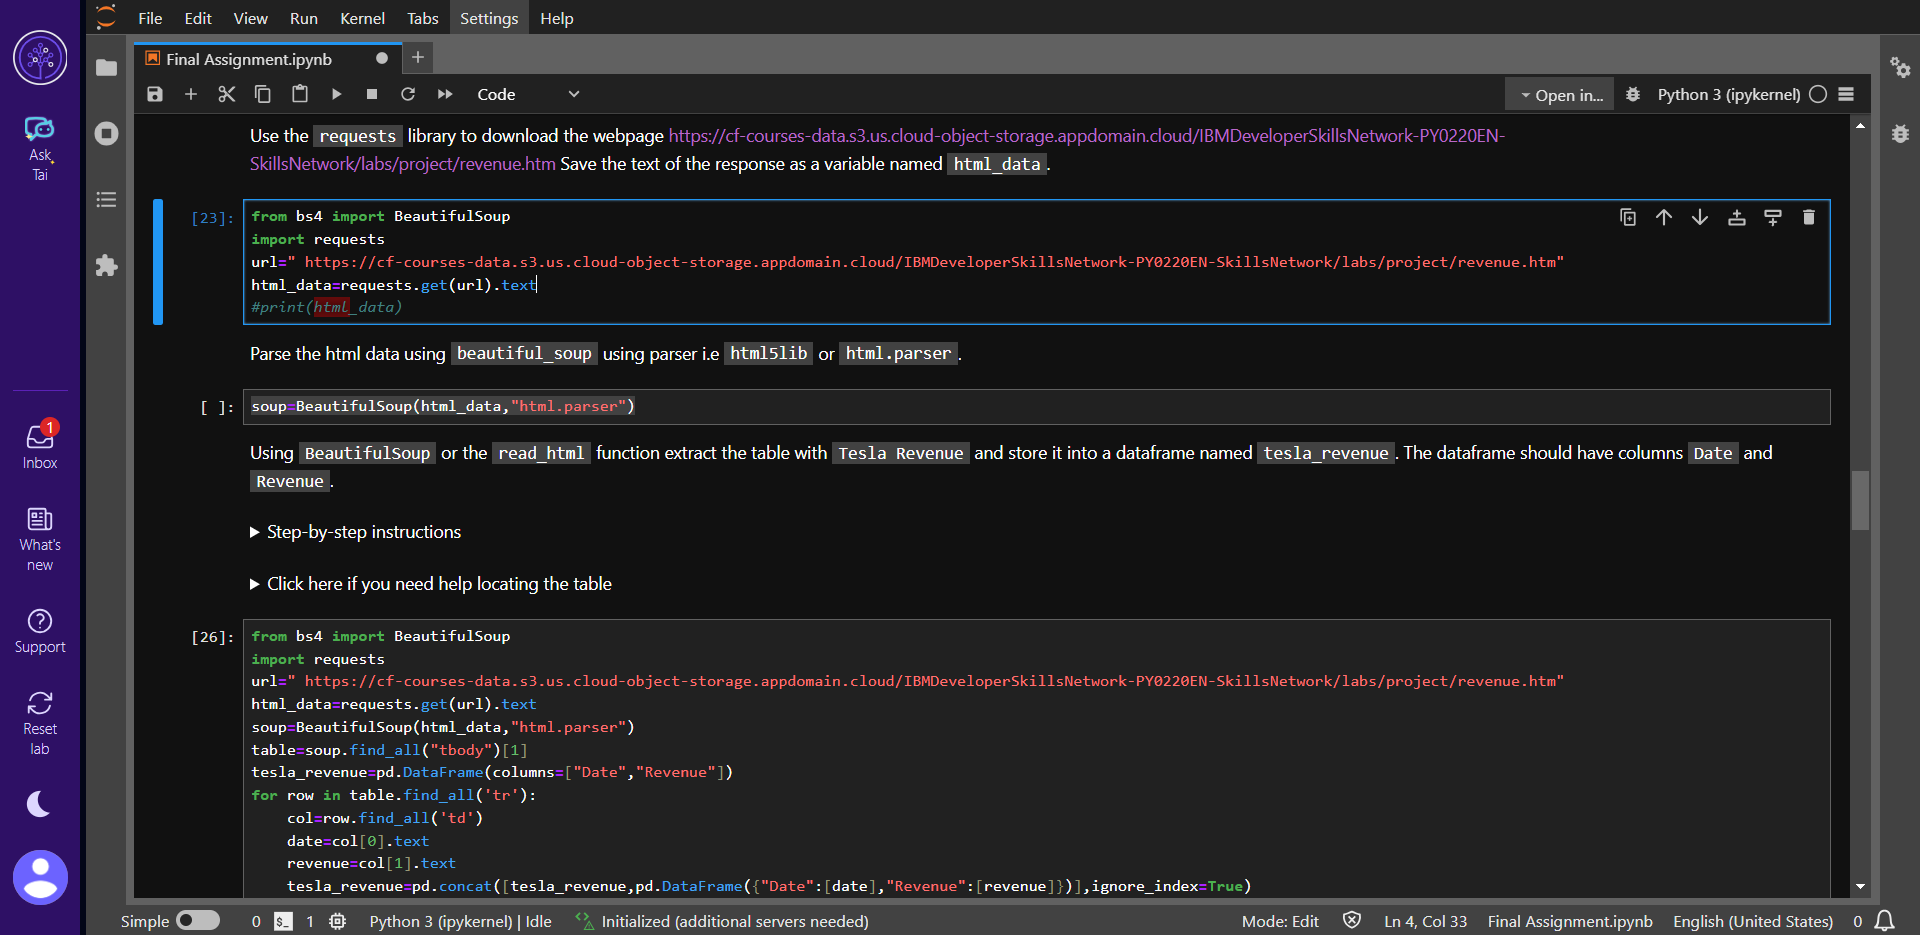 File Edit View Run Kernel Tabs Settings Help
Final Assignment.ipynb
Code
Open in...
Python 3 (ipykernel)
Ask
Tai
1
Inbox
What's
new
Support
Reset
lab
Use the requests library to download the webpage https://cf-courses-data.s3.us.cloud-object-storage.appdomain.cloud/IBMDeveloperSkillsNetwork-PY0220EN-
SkillsNetwork/labs/project/revenue.htm Save the text of the response as a variable named html_data.
[23]:
from bs4 import BeautifulSoup
import requests
url=" https://cf-courses-data.s3.us.cloud-object-storage.appdomain.cloud/IBMDeveloperSkillsNetwork-PY0220EN-SkillsNetwork/labs/project/revenue.htm"
html_data=requests.get(url).text
#print(html_data)
Parse the html data using beautiful_soup using parser i.e html5lib or html.parser.
[ ]:
soup=BeautifulSoup(html_data,"html.parser")
Using BeautifulSoup or the read_html function extract the table with Tesla Revenue and store it into a dataframe named tesla_revenue. The dataframe should have columns Date and
Revenue.
Step-by-step instructions
Click here if you need help locating the table
[26]:
from bs4 import BeautifulSoup
import requests
url=" https://cf-courses-data.s3.us.cloud-object-storage.appdomain.cloud/IBMDeveloperSkillsNetwork-PY0220EN-SkillsNetwork/labs/project/revenue.htm"
html_data=requests.get(url).text
soup=BeautifulSoup(html_data,"html.parser")
table=soup.find_all("tbody")[1]
tesla_revenue=pd.DataFrame(columns=["Date","Revenue"])
for row in table.find_all('tr'):
    col=row.find_all('td')
    date=col[0].text
    revenue=col[1].text
    tesla_revenue=pd.concat([tesla_revenue,pd.DataFrame({"Date":[date],"Revenue":[revenue]})],ignore_index=True)
Simple 0 $_ 1 Python 3 (ipykernel) | Idle Initialized (additional servers needed) Mode: Edit Ln 4, Col 33 Final Assignment.ipynb English (United States) 0